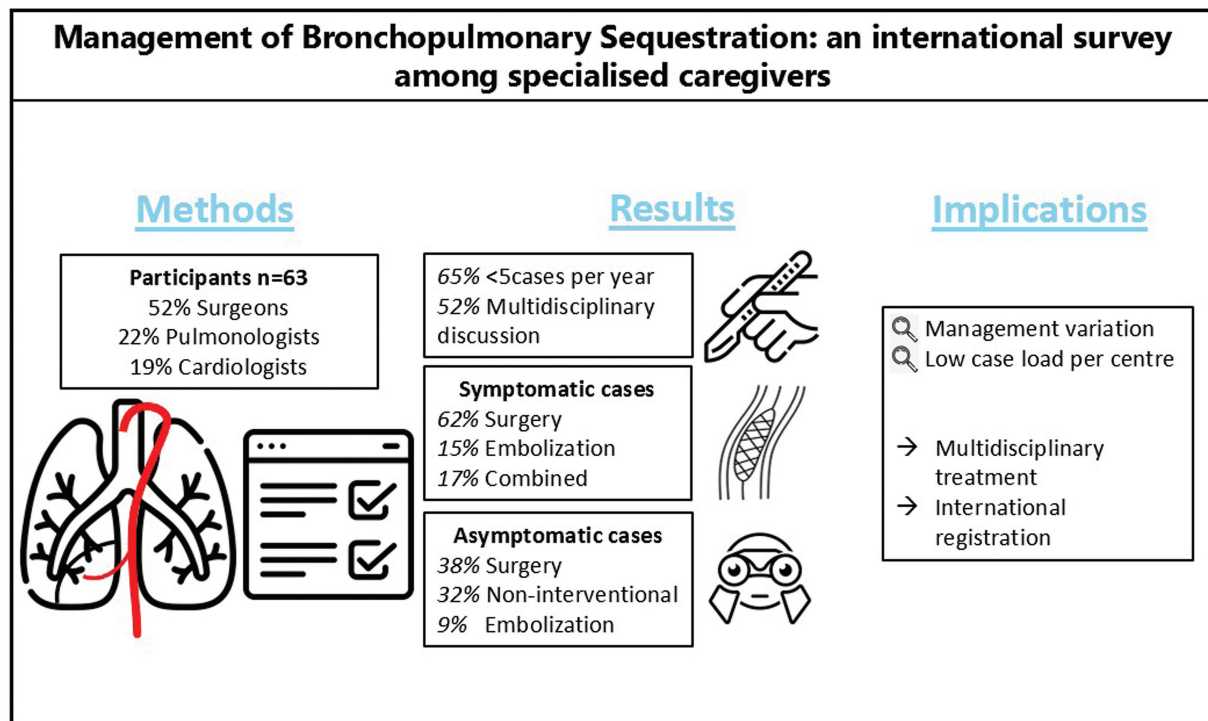 Management of Bronchopulmonary Sequestration: an international survey
among specialised caregivers
Methods
Participants n=63
52% Surgeons
22% Pulmonologists
19% Cardiologists
Results
65% <5cases per year
52% Multidisciplinary
discussion
Symptomatic cases
62% Surgery
15% Embolization
17% Combined
Asymptomatic cases
38% Surgery
32% Non-interventional
9% Embolization
Implications
Management variation
Low case load per centre
→ Multidisciplinary
treatment
→ International
registration